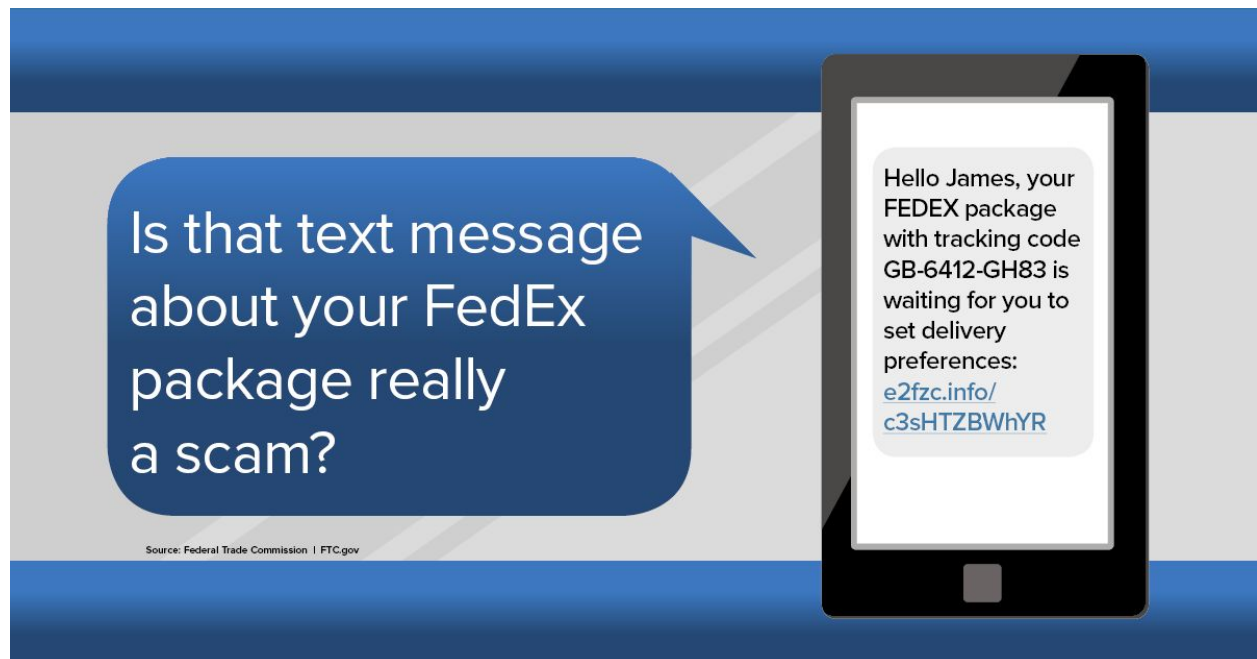 Is that text message
about your FedEx
package really
a scam?
Source: Federal Trade Commission | FTC.gov
Hello James, your
FEDEX package
with tracking code
GB-6412-GH83 is
waiting for you to
set delivery
preferences:
e2fzc.info/
c3sHTZBWhYR